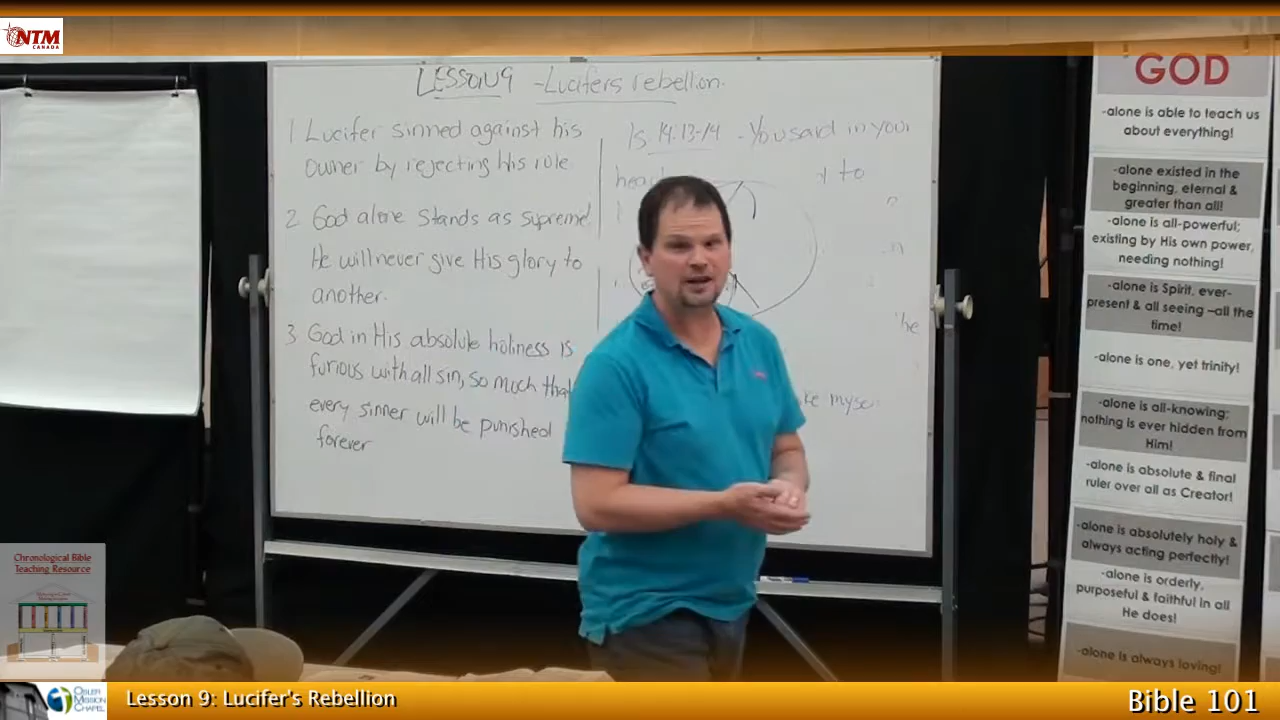 NTM
CANADA
LESSON 9 - Lucifers rebellion.
1 Lucifer sinned against his
owner by rejecting his role
2 God alone stands as supreme!
He will never give His glory to
another.
3 God in His absolute holiness is
furious with all sin, so much that
every sinner will be punished
forever
Is 14:13-14 - You said in your
to
GOD
-alone is able to teach us
about everything!
-alone existed in the
beginning, eternal &
greater than all!
-alone is all-powerful;
existing by His own power,
needing nothing!
-alone is Spirit, ever-
present & all seeing –all the
time!
-alone is one, yet trinity!
-alone is all-knowing;
nothing is ever hidden from
Him!
-alone is absolute & final
ruler over all as Creator!
-alone is absolutely holy &
always acting perfectly!
-alone is orderly,
purposeful & faithful in all
He does!
-alone is always loving!
Chronological Bible
Teaching Resource
OSLER
MISSION
CHAPEL
Lesson 9: Lucifer's Rebellion
Bible 101